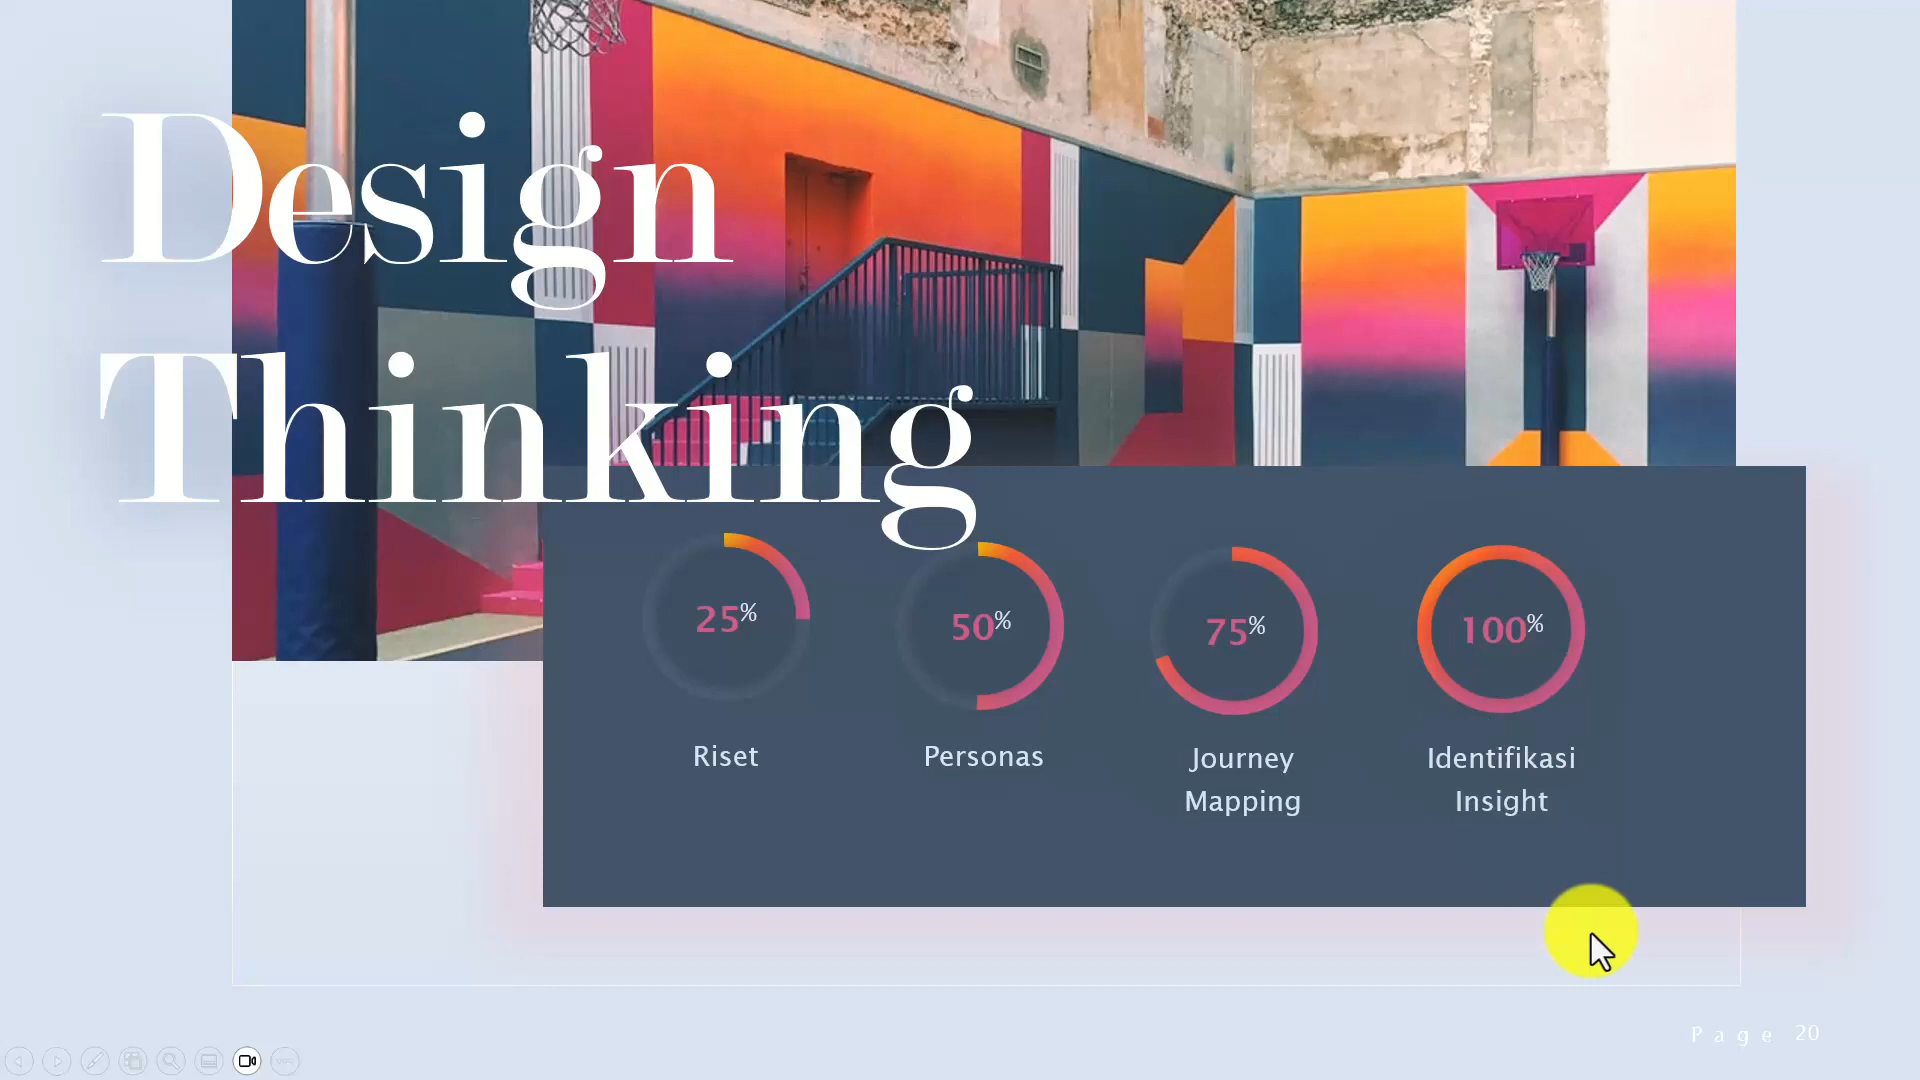 Design
Thinking
25%
50%
75%
100%
Riset
Personas
Journey
Mapping
Identifikasi
Insight
Page 20